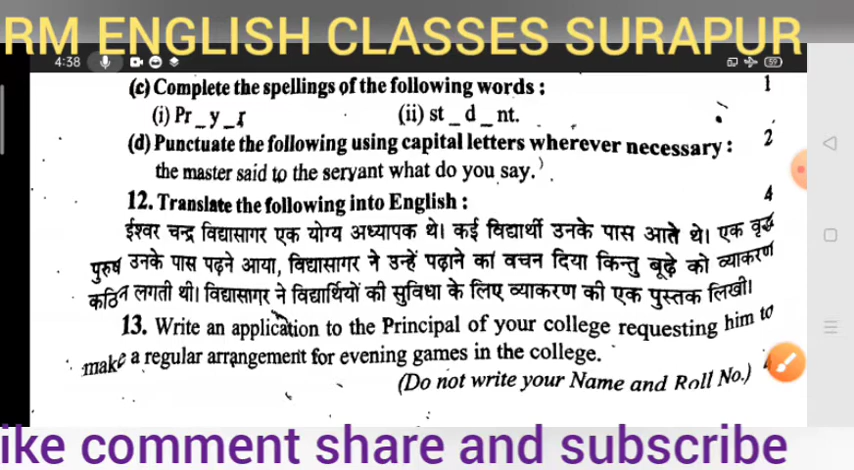 RM ENGLISH CLASSES SURAPUR
4:38
59
(c) Complete the spellings of the following words : 1
(i) Pr _ y _ r (ii) st _ d _ nt.
(d) Punctuate the following using capital letters wherever necessary : 2
the master said to the servant what do you say.
12. Translate the following into English : 4
ईश्वर चन्द्र विद्यासागर एक योग्य अध्यापक थे। कई विद्यार्थी उनके पास आते थे। एक वृद्ध
पुरुष उनके पास पढ़ने आया, विद्यासागर ने उन्हें पढ़ाने का वचन दिया किन्तु बूढ़े को व्याकरण
कठिन लगती थी। विद्यासागर ने विद्यार्थियों की सुविधा के लिए व्याकरण की एक पुस्तक लिखी।
13. Write an application to the Principal of your college requesting him to
make a regular arrangement for evening games in the college.
(Do not write your Name and Roll No.)
ike comment share and subscribe